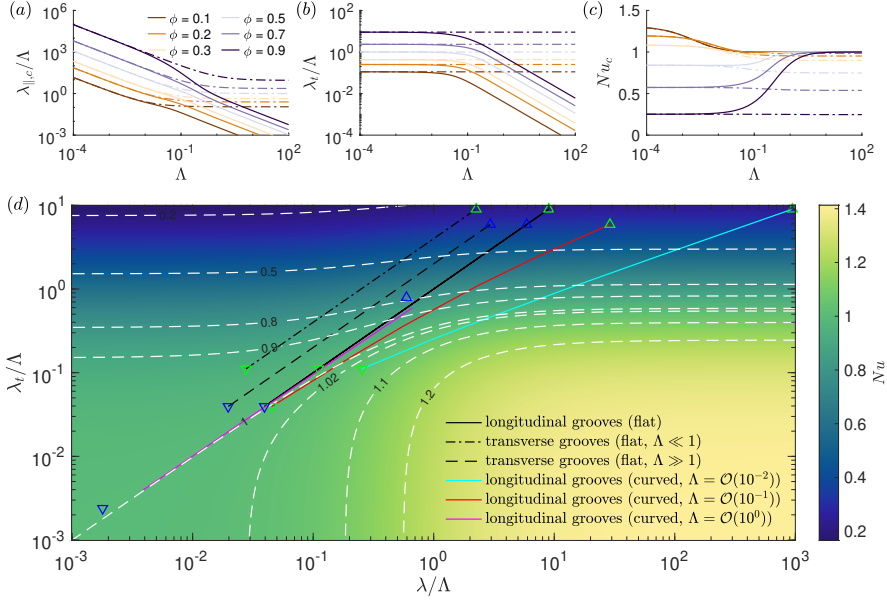 (a)
λ∥,c/Λ
10^6
10^3
10^0
10^-3
10^-4
10^-1
10^2
Λ
ϕ = 0.1
ϕ = 0.2
ϕ = 0.3
ϕ = 0.5
ϕ = 0.7
ϕ = 0.9
(b)
λt/Λ
10^2
10^0
10^-2
10^-4
10^-4
10^-1
10^2
Λ
(c)
Nu_c
1.5
1
0.5
0
10^-4
10^-1
10^2
Λ
(d)
λt/Λ
10^1
10^0
10^-1
10^-2
10^-3
10^-3
10^-2
10^-1
10^0
10^1
10^2
10^3
λ/Λ
0.2
0.5
0.8
0.9
1
1.02
1.1
1.2
longitudinal grooves (flat)
transverse grooves (flat, Λ ≪ 1)
transverse grooves (flat, Λ ≫ 1)
longitudinal grooves (curved, Λ = O(10^-2))
longitudinal grooves (curved, Λ = O(10^-1))
longitudinal grooves (curved, Λ = O(10^0))
1.4
1.2
1
0.8
0.6
0.4
0.2
Nu